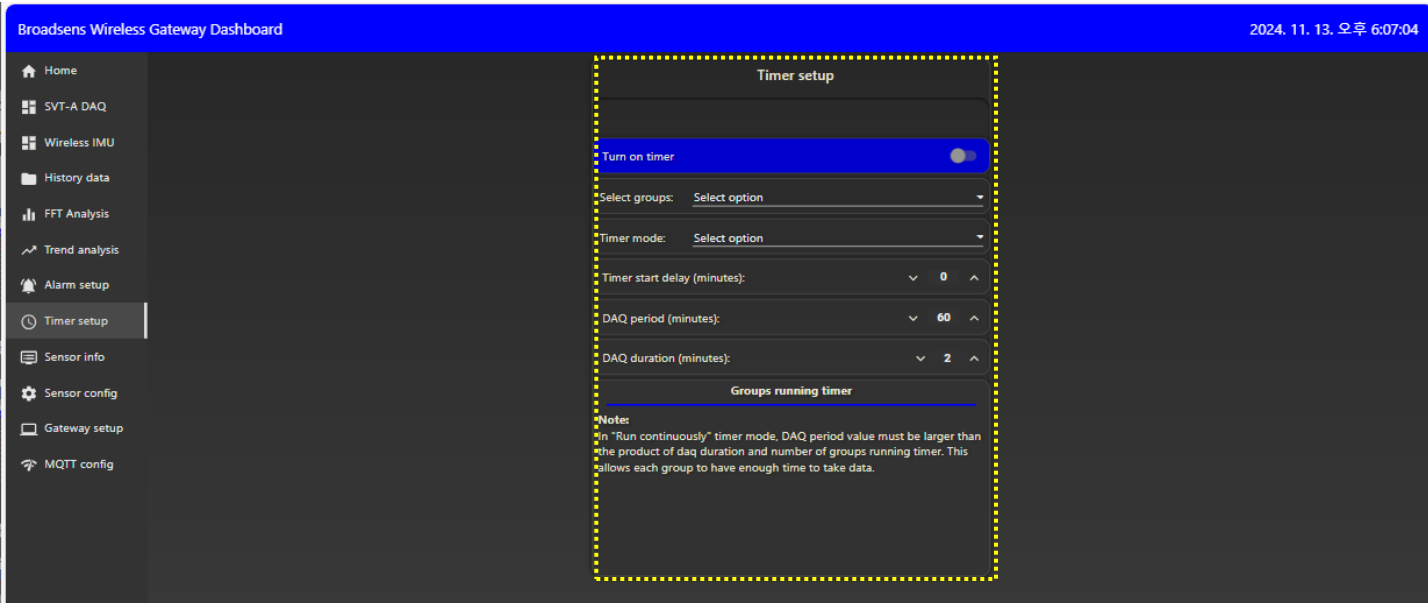 Broadsens Wireless Gateway Dashboard
2024. 11. 13. 오후 6:07:04
Home
SVT-A DAQ
Wireless IMU
History data
FFT Analysis
Trend analysis
Alarm setup
Timer setup
Sensor info
Sensor config
Gateway setup
MQTT config
Timer setup
Turn on timer
Select groups: Select option
Timer mode: Select option
Timer start delay (minutes): 0
DAQ period (minutes): 60
DAQ duration (minutes): 2
Groups running timer
Note:
In "Run continuously" timer mode, DAQ period value must be larger than
the product of daq duration and number of groups running timer. This
allows each group to have enough time to take data.